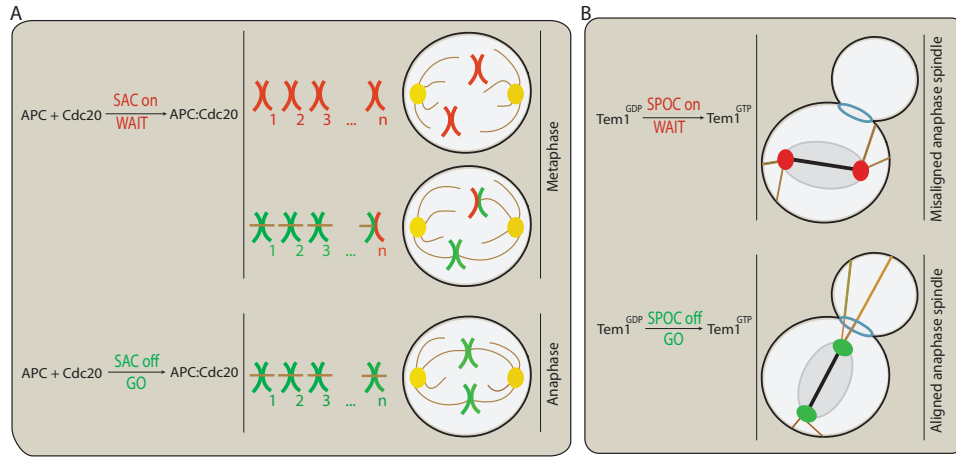 A
APC + Cdc20
SAC on
WAIT
APC:Cdc20
1 2 3 ... n
1 2 3 ... n
Metaphase
APC + Cdc20
SAC off
GO
APC:Cdc20
1 2 3 ... n
Anaphase
B
Tem1GDP
SPOC on
WAIT
Tem1GTP
Misaligned anaphase spindle
Tem1GDP
SPOC off
GO
Tem1GTP
Aligned anaphase spindle